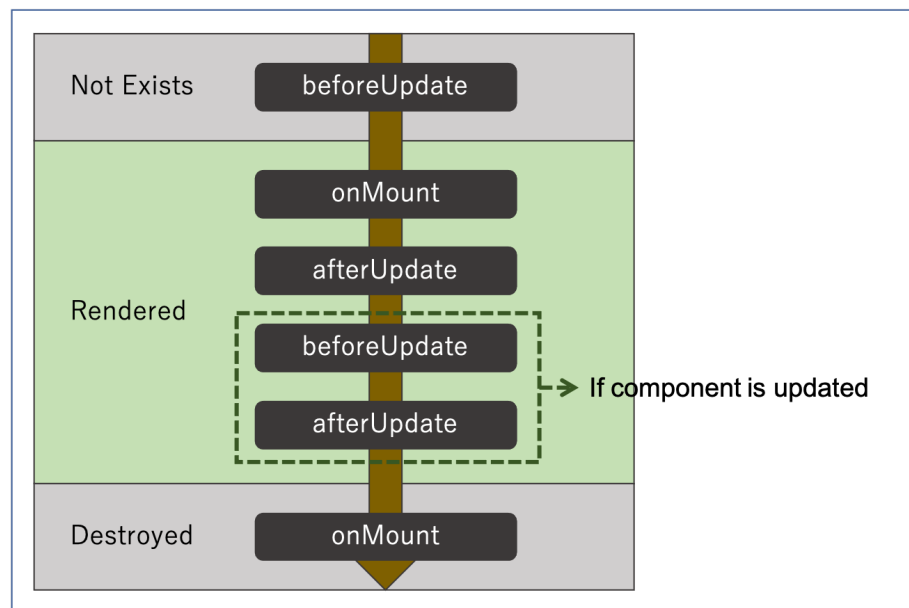 Not Exists
beforeUpdate
onMount
afterUpdate
Rendered
beforeUpdate
If component is updated
afterUpdate
Destroyed
onMount